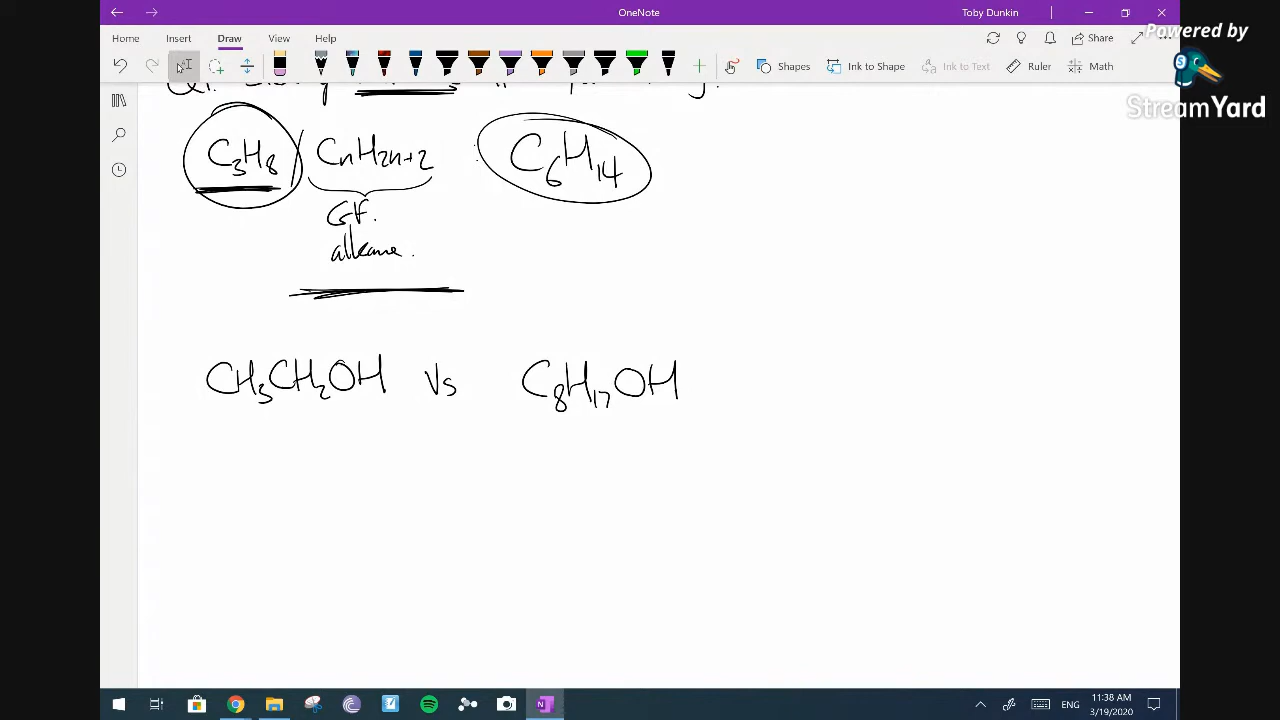 OneNote
Toby Dunkin
Powered by
StreamYard
Home Insert Draw View Help
Share
Shapes Ink to Shape Ink to Text Ruler Math
C₃H₈ CnH2n+2 C₆H₁₄
G.F.
alkane.
CH₃CH₂OH Vs C₈H₁₇OH
ENG
11:38 AM
3/19/2020